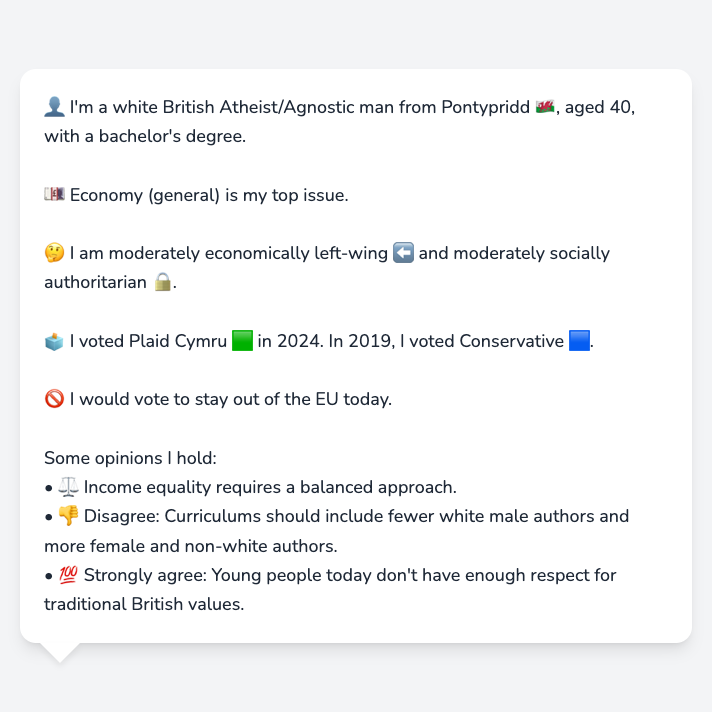 👤 I'm a white British Atheist/Agnostic man from Pontypridd 🏴󠁧󠁢󠁷󠁬󠁳󠁿, aged 40,
with a bachelor's degree.
💷 Economy (general) is my top issue.
🤔 I am moderately economically left-wing ⬅️ and moderately socially
authoritarian 🔒.
🗳️ I voted Plaid Cymru 🟩 in 2024. In 2019, I voted Conservative 🟦.
🚫 I would vote to stay out of the EU today.
Some opinions I hold:
• ⚖️ Income equality requires a balanced approach.
• 👎 Disagree: Curriculums should include fewer white male authors and
more female and non-white authors.
• 💯 Strongly agree: Young people today don't have enough respect for
traditional British values.